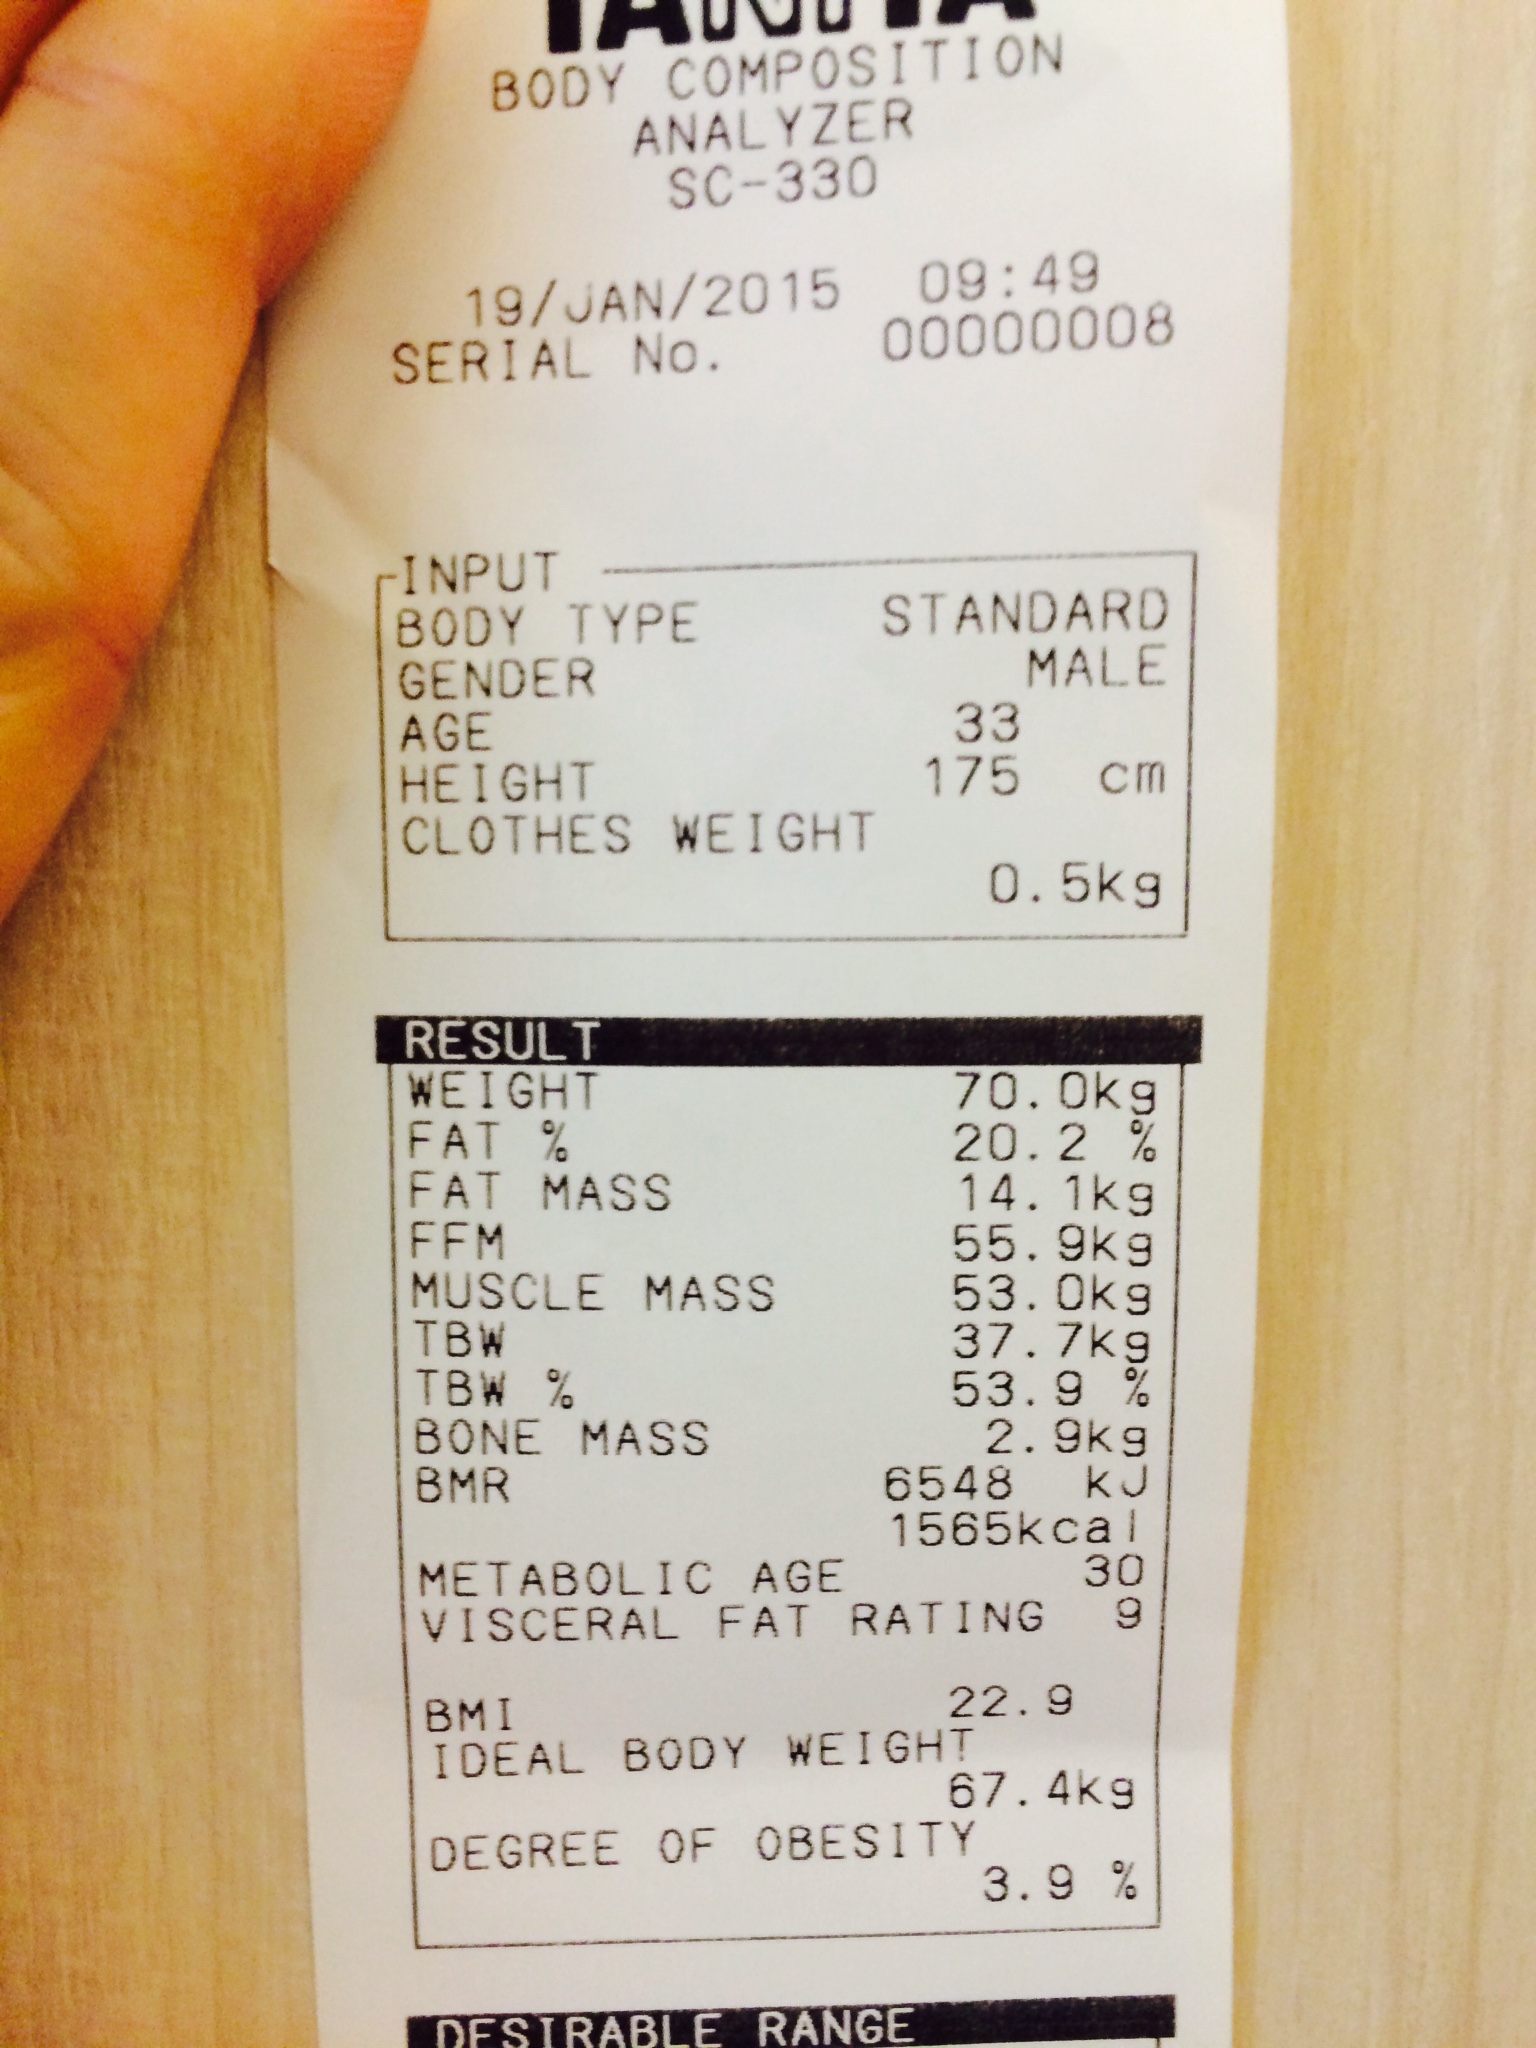 TANITA
BODY COMPOSITION
ANALYZER
SC-330
19/JAN/2015 09:49
SERIAL No. 00000008
INPUT
BODY TYPE STANDARD
GENDER MALE
AGE 33
HEIGHT 175 cm
CLOTHES WEIGHT
0.5kg
RESULT
WEIGHT 70.0kg
FAT % 20.2 %
FAT MASS 14.1kg
FFM 55.9kg
MUSCLE MASS 53.0kg
TBW 37.7kg
TBW % 53.9 %
BONE MASS 2.9kg
BMR 6548 kJ
1565kcal
METABOLIC AGE 30
VISCERAL FAT RATING 9
BMI 22.9
IDEAL BODY WEIGHT
67.4kg
DEGREE OF OBESITY
3.9 %
DESIRABLE RANGE